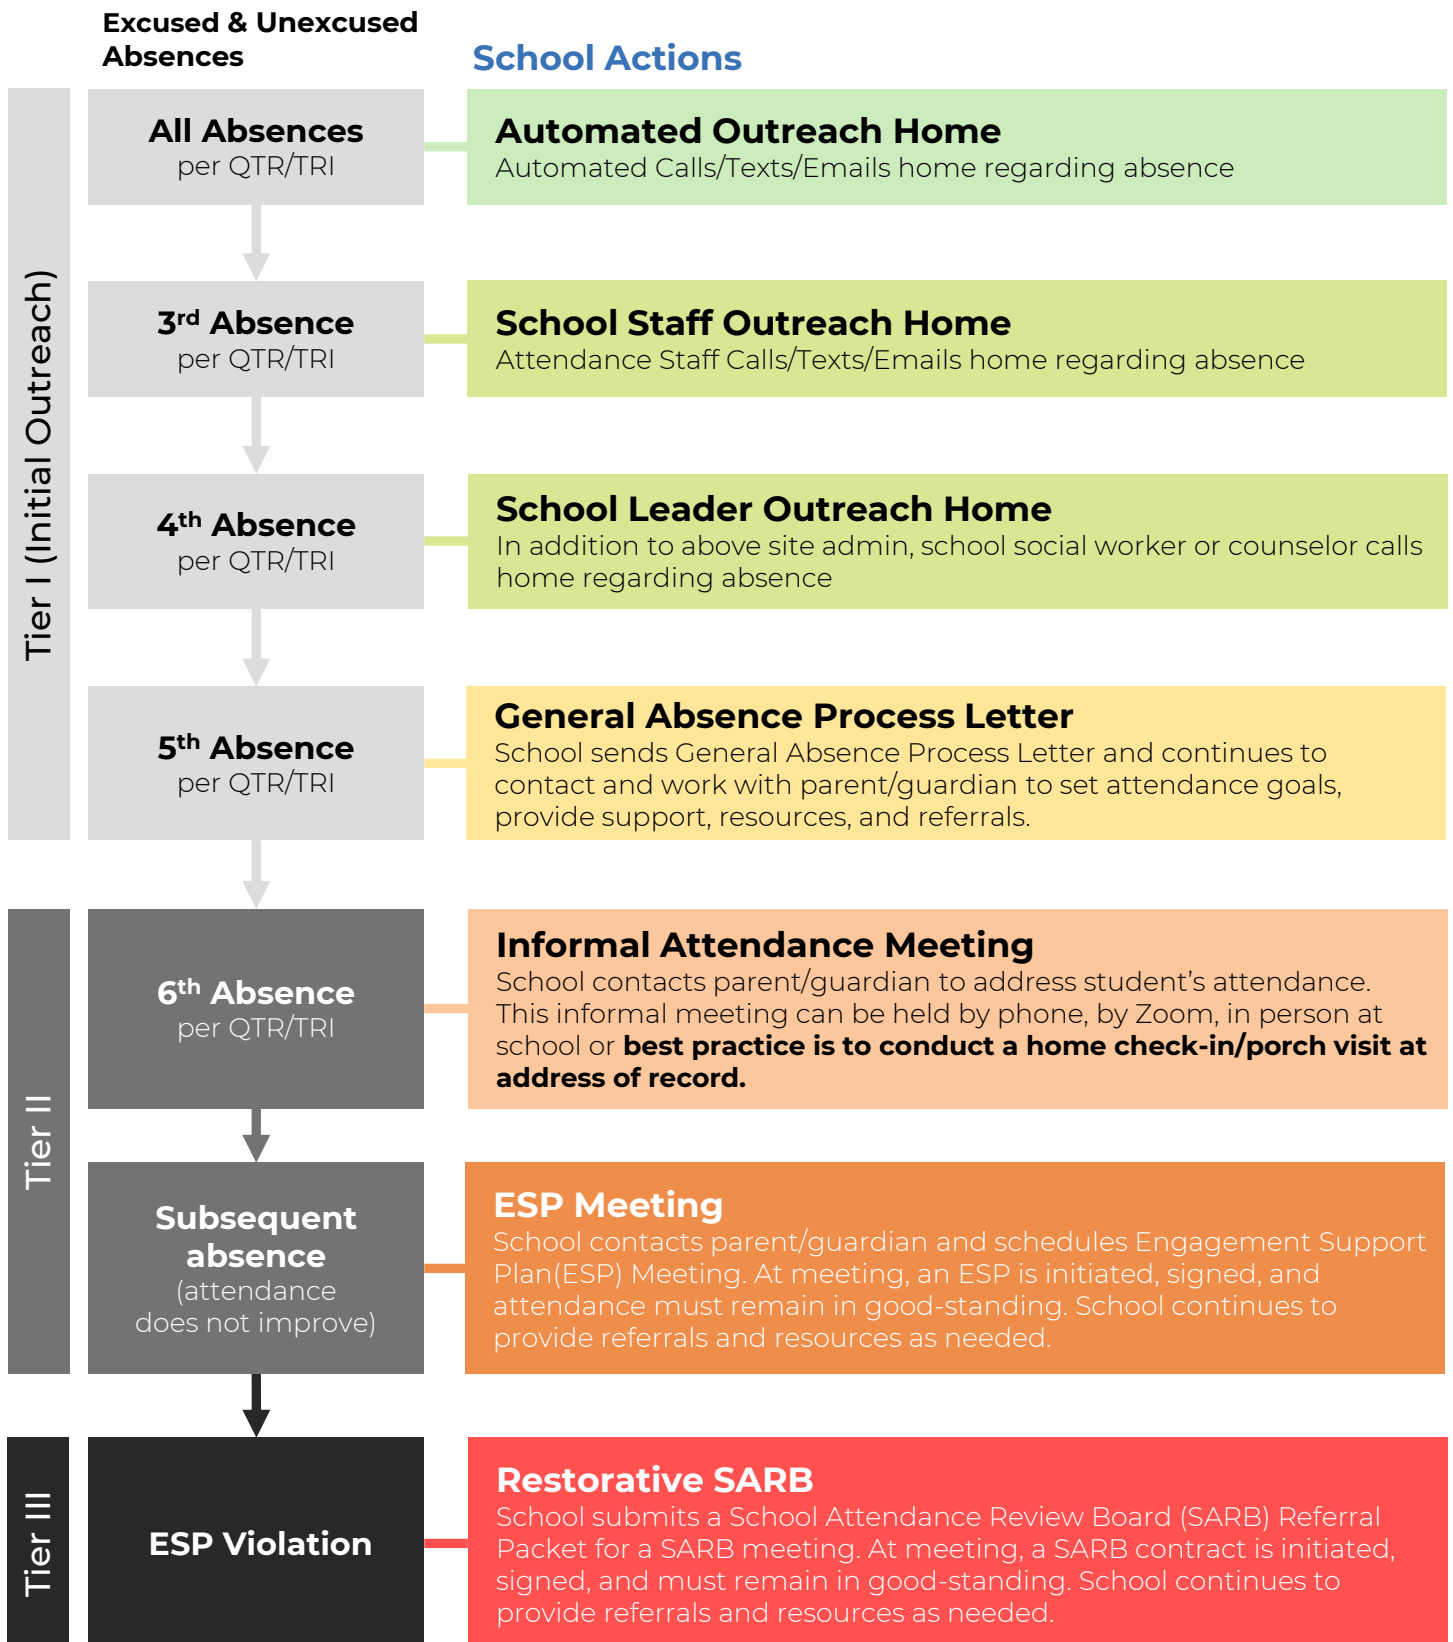 Excused & Unexcused
Absences
School Actions
Tier I (Initial Outreach)
All Absences
per QTR/TRI
Automated Outreach Home
Automated Calls/Texts/Emails home regarding absence
3rd Absence
per QTR/TRI
School Staff Outreach Home
Attendance Staff Calls/Texts/Emails home regarding absence
4th Absence
per QTR/TRI
School Leader Outreach Home
In addition to above site admin, school social worker or counselor calls
home regarding absence
5th Absence
per QTR/TRI
General Absence Process Letter
School sends General Absence Process Letter and continues to
contact and work with parent/guardian to set attendance goals,
provide support, resources, and referrals.
Tier II
6th Absence
per QTR/TRI
Informal Attendance Meeting
School contacts parent/guardian to address student’s attendance.
This informal meeting can be held by phone, by Zoom, in person at
school or best practice is to conduct a home check-in/porch visit at
address of record.
Subsequent
absence
(attendance
does not improve)
ESP Meeting
School contacts parent/guardian and schedules Engagement Support
Plan(ESP) Meeting. At meeting, an ESP is initiated, signed, and
attendance must remain in good-standing. School continues to
provide referrals and resources as needed.
Tier III
ESP Violation
Restorative SARB
School submits a School Attendance Review Board (SARB) Referral
Packet for a SARB meeting. At meeting, a SARB contract is initiated,
signed, and must remain in good-standing. School continues to
provide referrals and resources as needed.